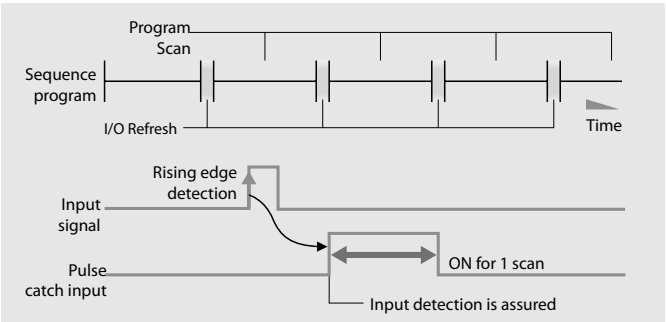 Program
Scan
Sequence
program
I/O Refresh
Time
Rising edge
detection
Input
signal
ON for 1 scan
Pulse
catch input
Input detection is assured